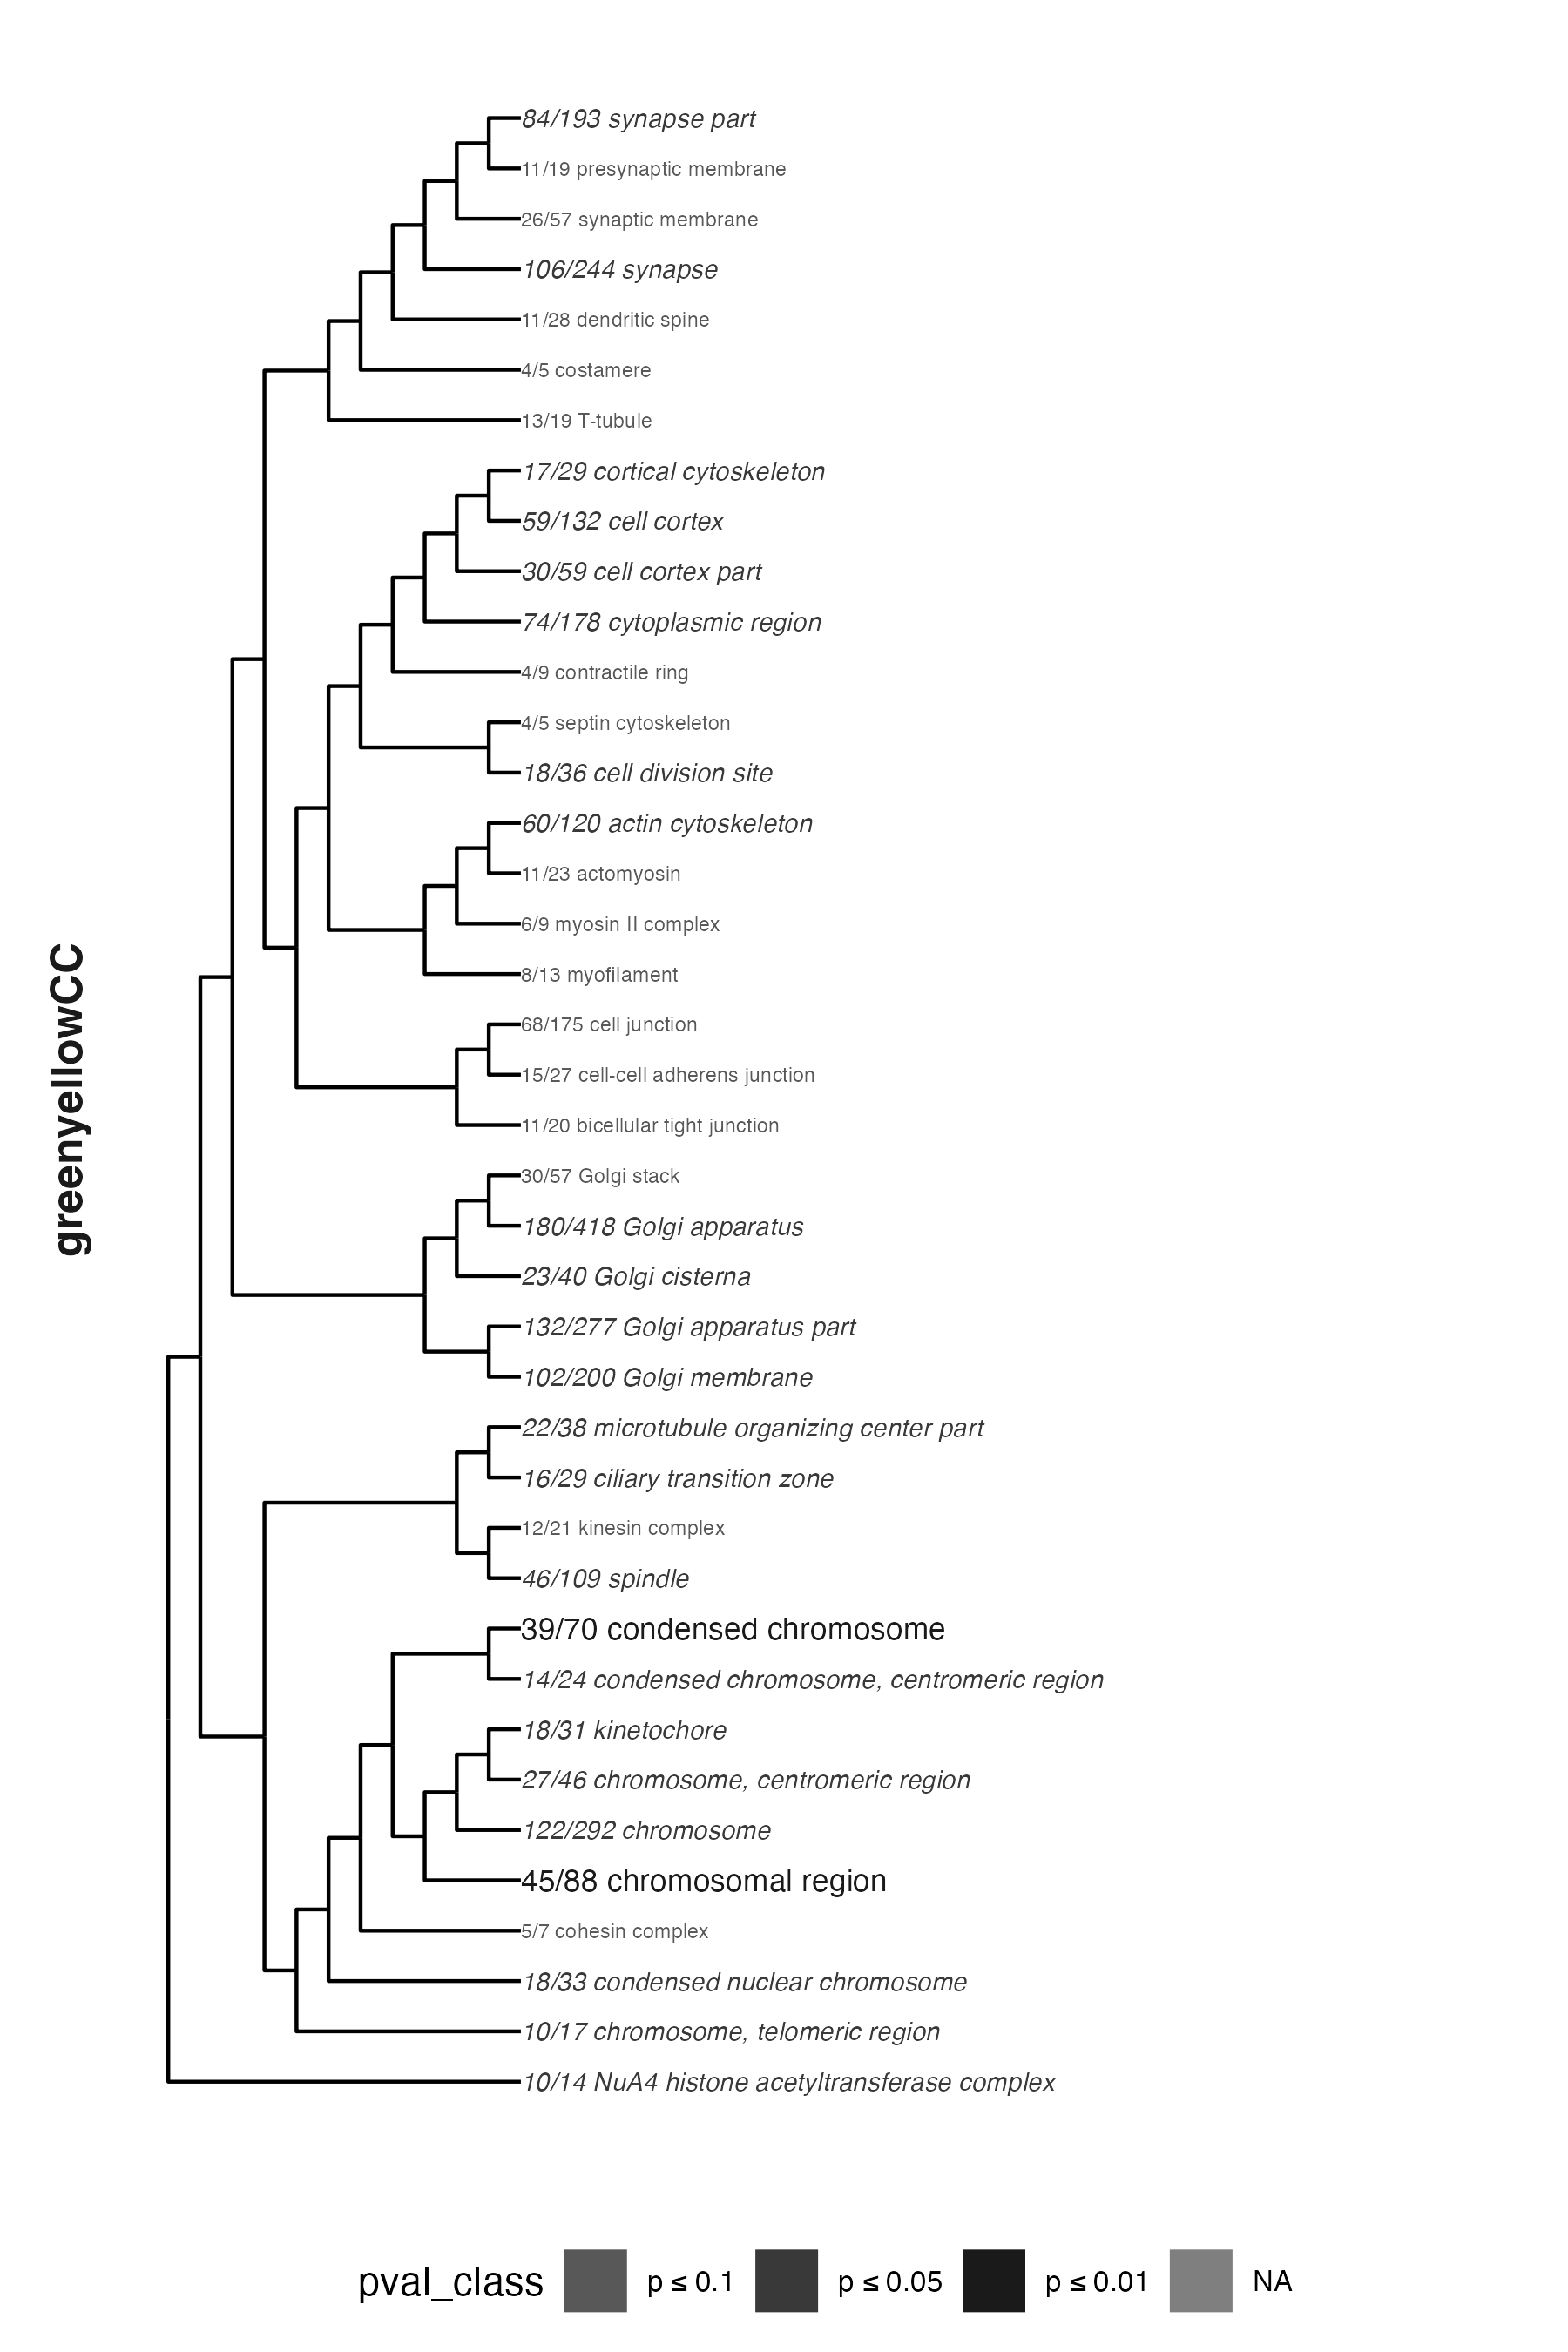 84/193 synapse part
11/19 presynaptic membrane
26/57 synaptic membrane
106/244 synapse
11/28 dendritic spine
4/5 costamere
13/19 T-tubule
17/29 cortical cytoskeleton
59/132 cell cortex
30/59 cell cortex part
74/178 cytoplasmic region
4/9 contractile ring
4/5 septin cytoskeleton
18/36 cell division site
60/120 actin cytoskeleton
11/23 actomyosin
6/9 myosin II complex
8/13 myofilament
68/175 cell junction
15/27 cell-cell adherens junction
11/20 bicellular tight junction
30/57 Golgi stack
180/418 Golgi apparatus
23/40 Golgi cisterna
132/277 Golgi apparatus part
102/200 Golgi membrane
22/38 microtubule organizing center part
16/29 ciliary transition zone
12/21 kinesin complex
46/109 spindle
39/70 condensed chromosome
14/24 condensed chromosome, centromeric region
18/31 kinetochore
27/46 chromosome, centromeric region
122/292 chromosome
45/88 chromosomal region
5/7 cohesin complex
18/33 condensed nuclear chromosome
10/17 chromosome, telomeric region
10/14 NuA4 histone acetyltransferase complex
greenyellowCC
pval_class p ≤ 0.1 p ≤ 0.05 p ≤ 0.01 NA